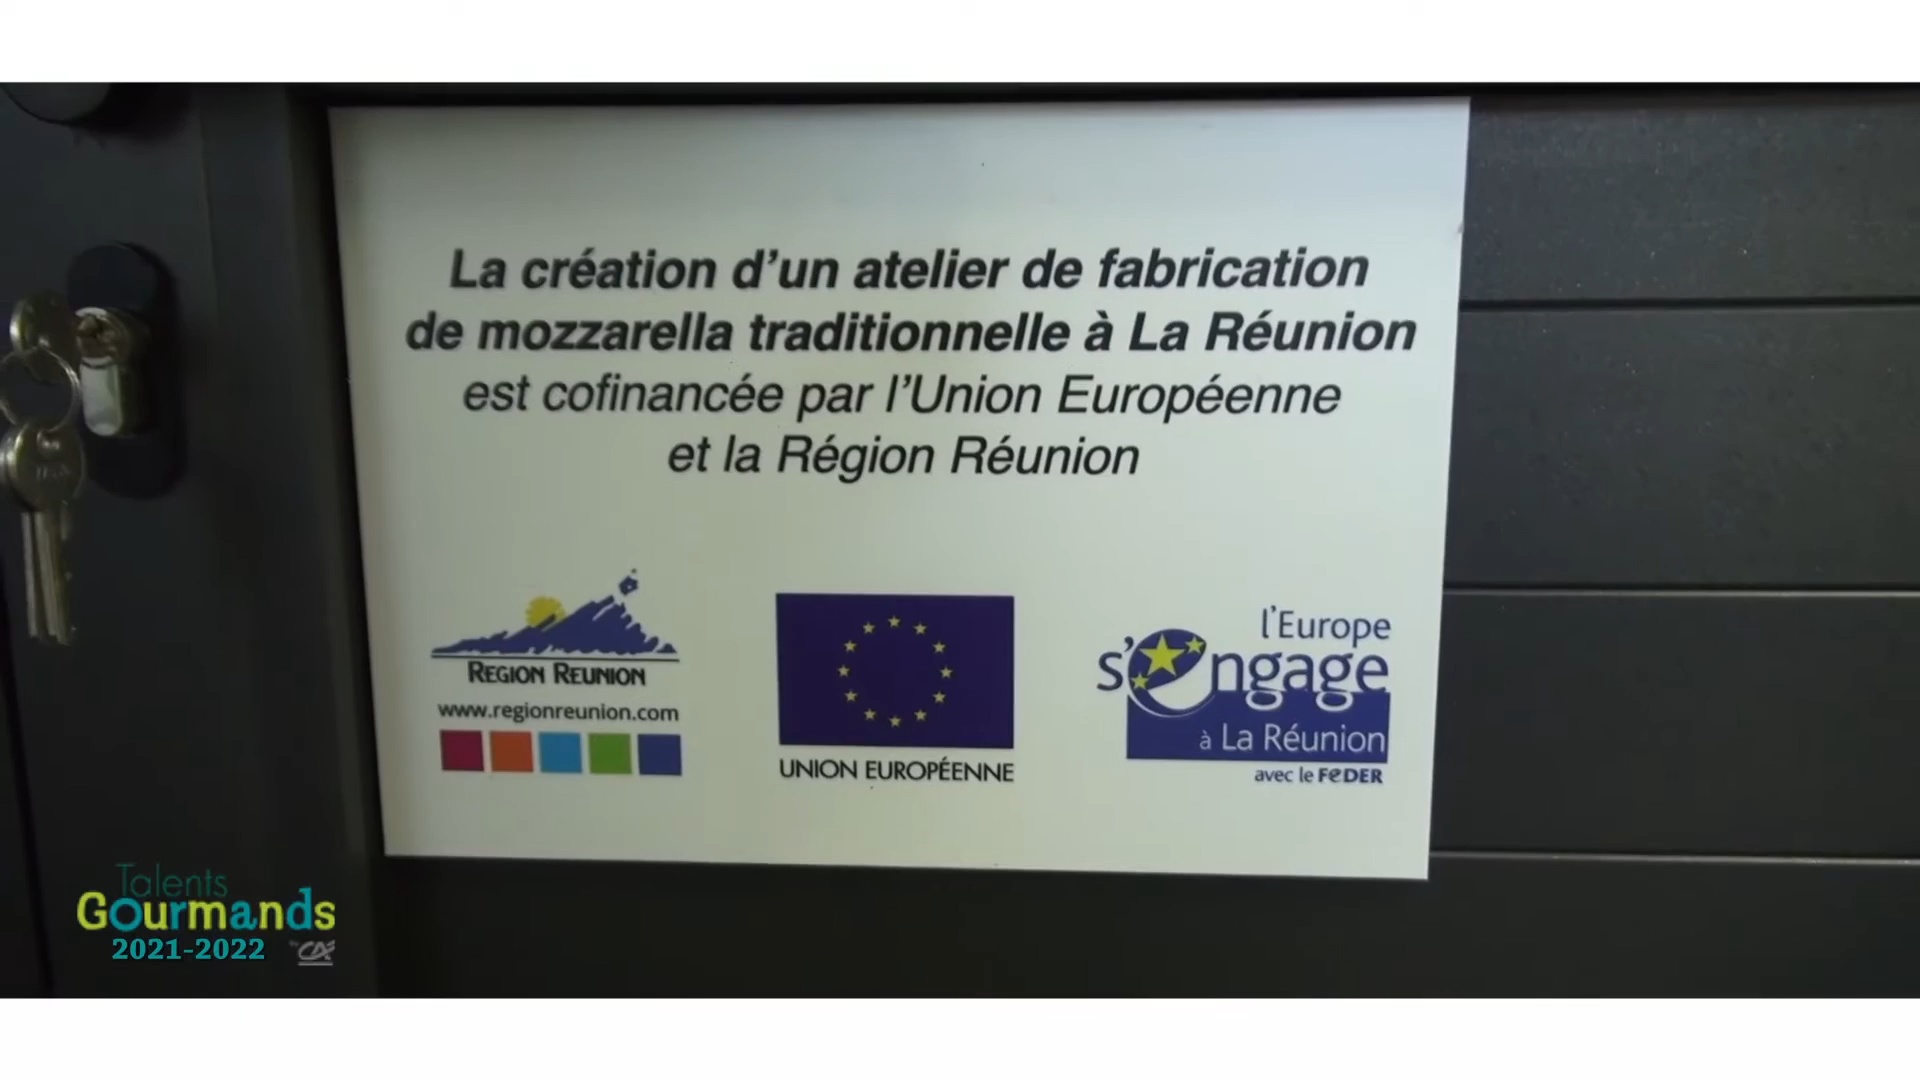 La création d'un atelier de fabrication
de mozzarella traditionnelle à La Réunion
est cofinancée par l'Union Européenne
et la Région Réunion
REGION REUNION
www.regionreunion.com
UNION EUROPÉENNE
l'Europe
s'engage
à La Réunion
avec le FEDER
Talents
Gourmands
2021-2022
CA